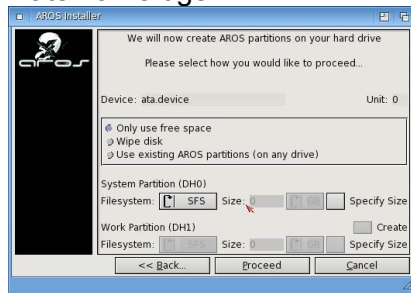 AROS Installer
aros
We will now create AROS partitions on your hard drive
Please select how you would like to proceed...
Device: ata.device Unit: 0
Only use free space
Wipe disk
Use existing AROS partitions (on any drive)
System Partition (DH0)
Filesystem: SFS Size: 0 GB Specify Size
Work Partition (DH1) Create
Filesystem: SFS Size: 0 GB Specify Size
<< Back... Proceed Cancel